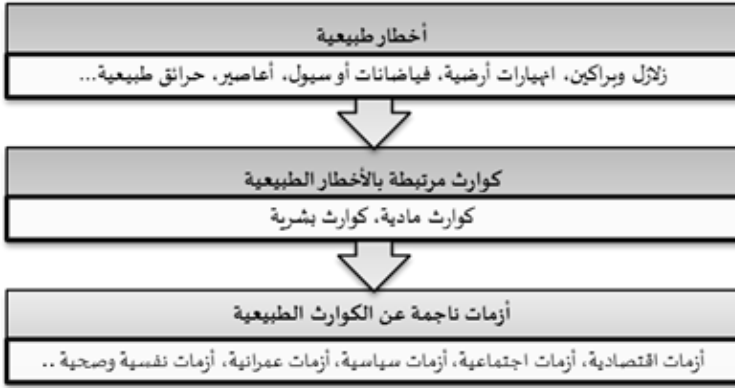 أخطار طبيعية
زلازل وبراكين، انهيارات أرضية، فياضانات أو سيول، أعاصير، حرائق طبيعية...
كوارث مرتبطة بالأخطار الطبيعية
كوارث مادية، كوارث بشرية
أزمات ناجمة عن الكوارث الطبيعية
أزمات اقتصادية، أزمات اجتماعية، أزمات سياسية، أزمات عمرانية، أزمات نفسية وصحية ..